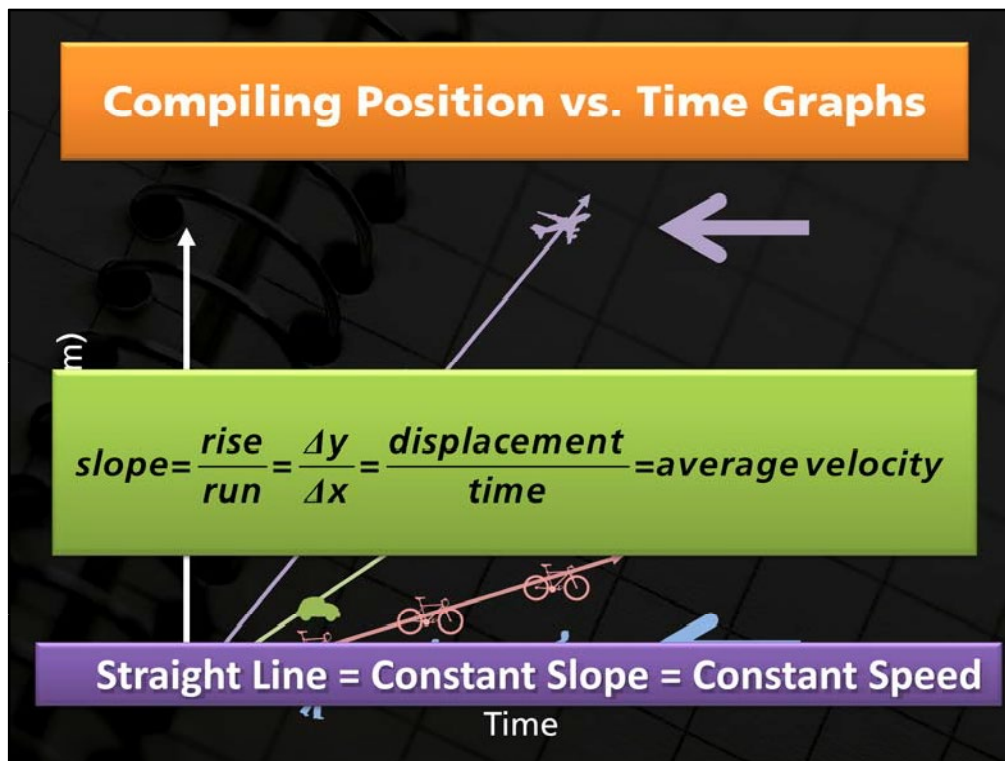 Compiling Position vs. Time Graphs
m)
slope = rise/run = Δy/Δx = displacement/time = average velocity
Straight Line = Constant Slope = Constant Speed
Time